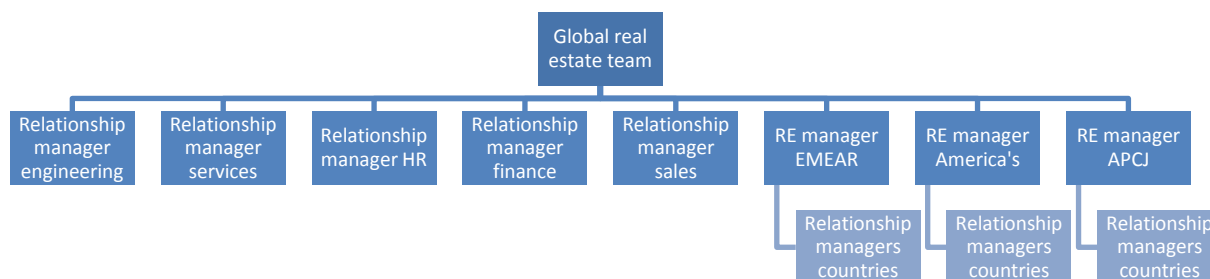 Global real
estate team
Relationship
manager
engineering
Relationship
manager
services
Relationship
manager HR
Relationship
manager
finance
Relationship
manager
sales
RE manager
EMEAR
RE manager
America's
RE manager
APCJ
Relationship
managers
countries
Relationship
managers
countries
Relationship
managers
countries